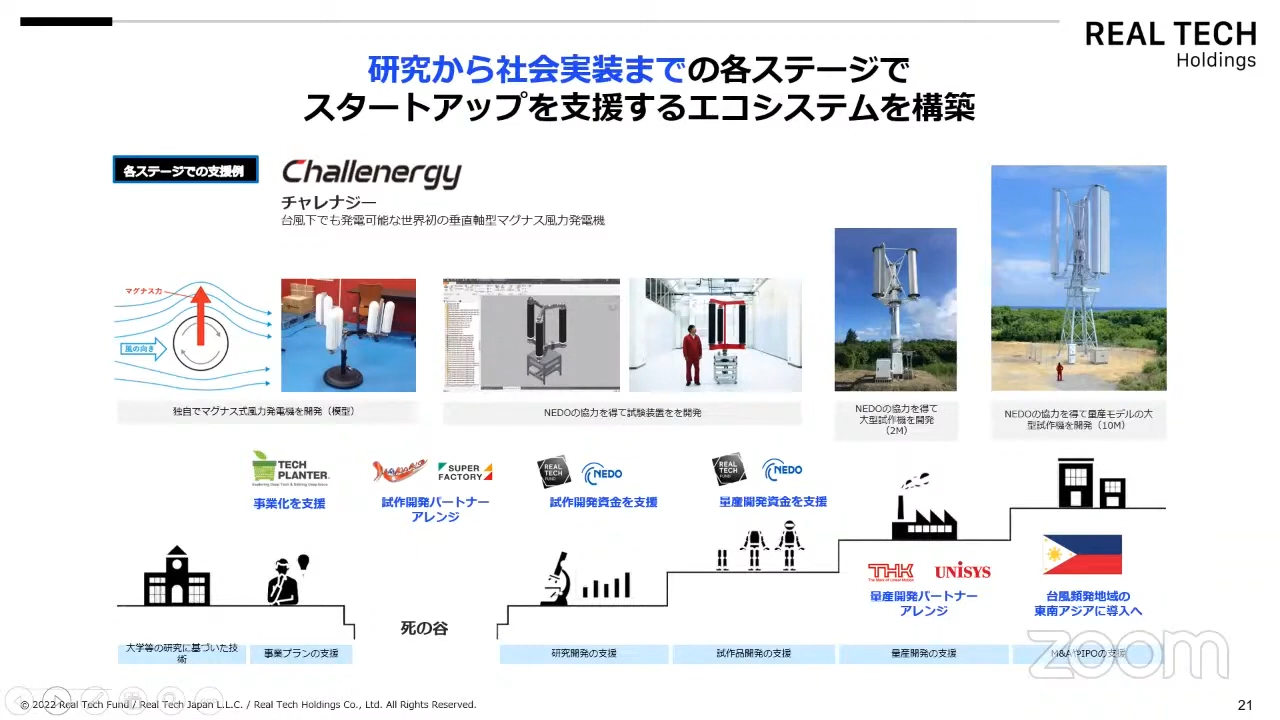 REAL TECH
Holdings
研究から社会実装までの各ステージで
スタートアップを支援するエコシステムを構築
各ステージでの支援例
Challenergy
チャレナジー
台風下でも発電可能な世界初の垂直軸型マグナス風力発電機
マグナス力
風の向き
独自でマグナス式風力発電機を開発（模型）
NEDOの協力を得て試験装置をを開発
NEDOの協力を得て
大型試作機を開発
（2M）
NEDOの協力を得て量産モデルの大
型試作機を開発（10M）
TECH
PLANTER
事業化を支援
SUPER
FACTORY
試作開発パートナー
アレンジ
REAL
TECH
FUND
NEDO
試作開発資金を支援
REAL
TECH
FUND
NEDO
量産開発資金を支援
THK
UNISYS
量産開発パートナー
アレンジ
台風類発地域の
東南アジアに導入へ
死の谷
大学等の研究に基づいた技
術
事業プランの支援
研究開発の支援
試作品開発の支援
量産開発の支援
M&AやIPOの支援
zoom
© 2022 Real Tech Fund / Real Tech Japan L.L.C. / Real Tech Holdings Co., Ltd. All Rights Reserved.
21